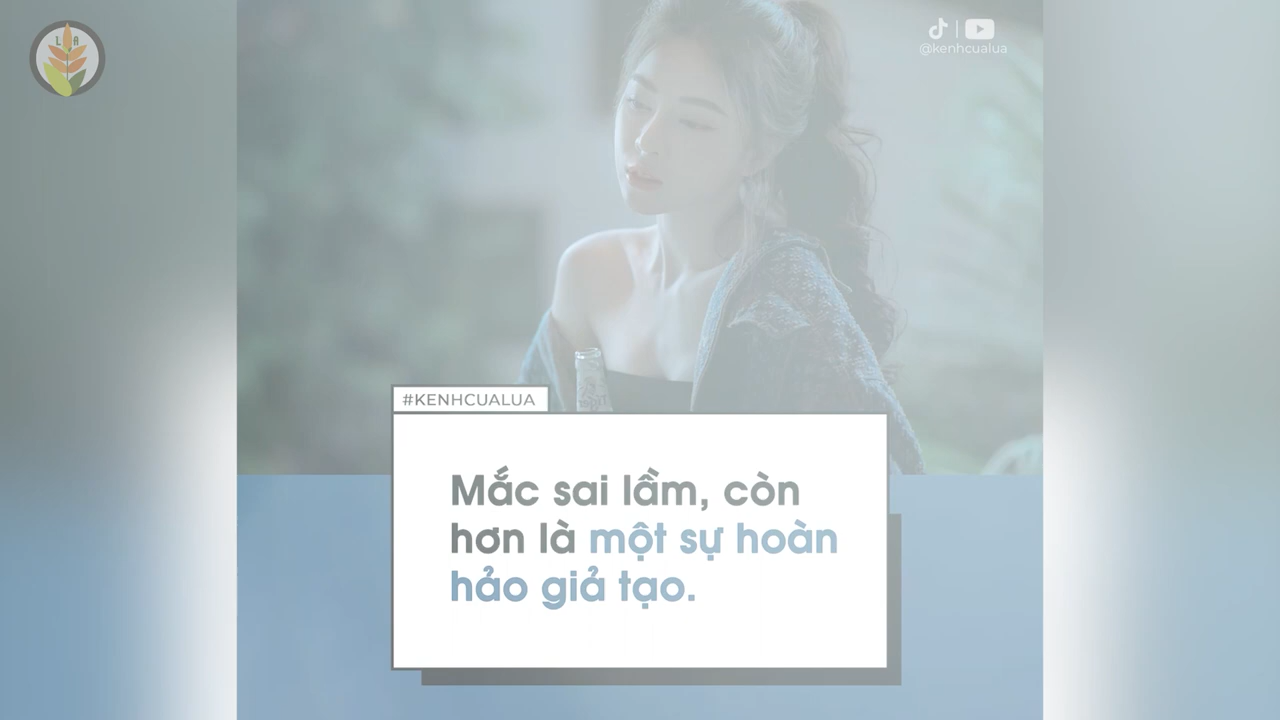 L A
@kenhcualua
#KENHCUALUA
Mắc sai lầm, còn
hơn là một sự hoàn
hảo giả tạo.